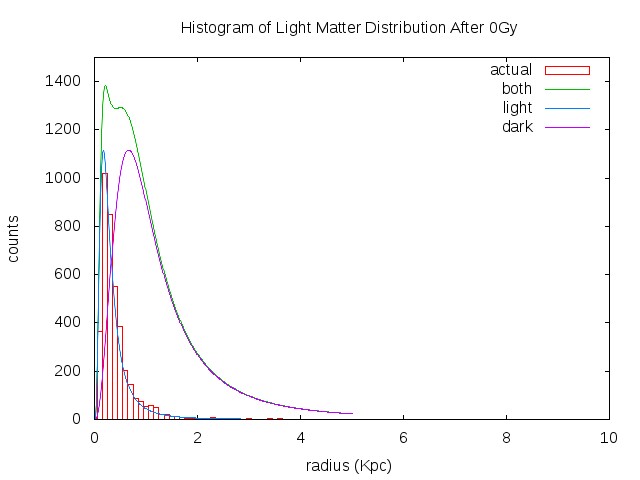 Histogram of Light Matter Distribution After 0Gy
actual
both
light
dark
1400
1200
1000
800
600
400
200
0
counts
0 2 4 6 8 10
radius (Kpc)